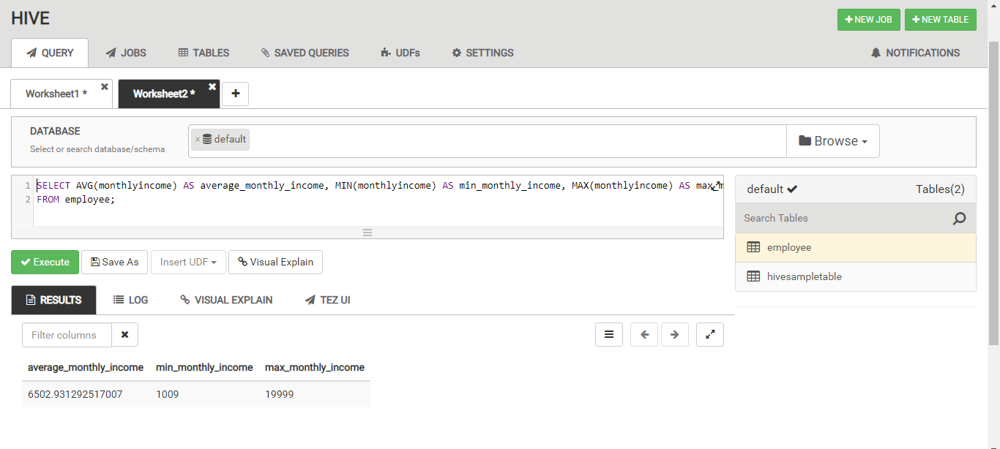 HIVE
NEW JOB NEW TABLE
QUERY JOBS TABLES SAVED QUERIES UDFs SETTINGS NOTIFICATIONS
Worksheet1 * Worksheet2 * +
DATABASE
Select or search database/schema
× default
Browse
1 SELECT AVG(monthlyincome) AS average_monthly_income, MIN(monthlyincome) AS min_monthly_income, MAX(monthlyincome) AS max_m
2 FROM employee;
default Tables(2)
Search Tables
employee
hivesampletable
Execute Save As Insert UDF Visual Explain
RESULTS LOG VISUAL EXPLAIN TEZ UI
Filter columns
average_monthly_income min_monthly_income max_monthly_income
6502.931292517007 1009 19999